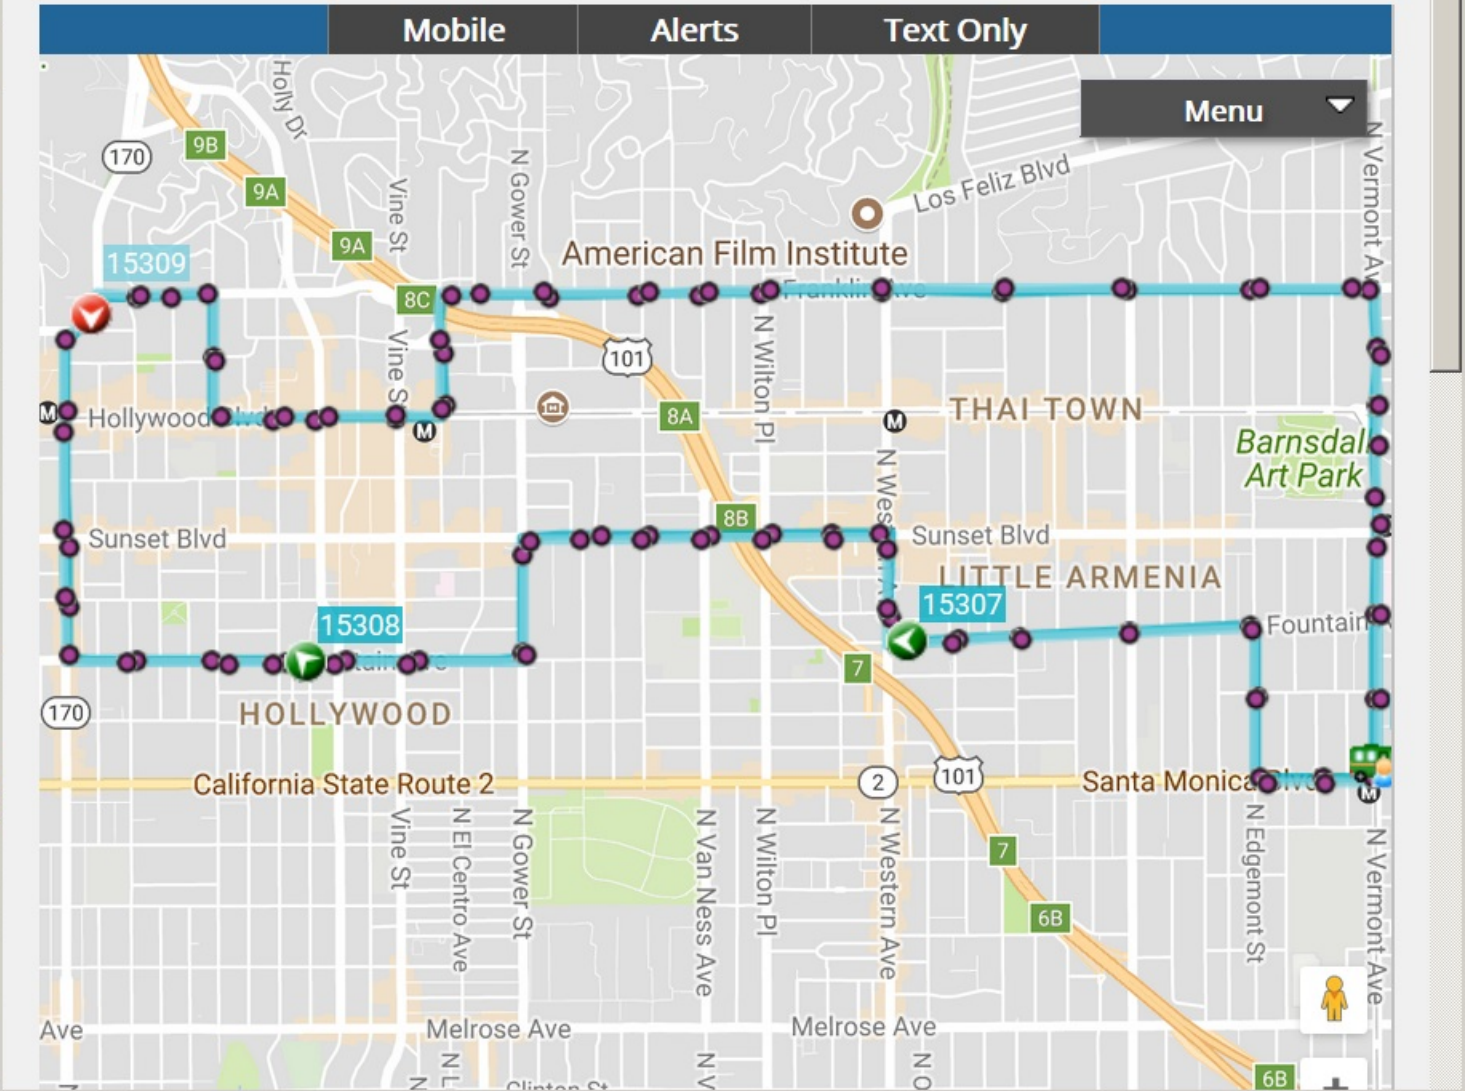 Mobile
Alerts
Text Only
Menu
Holly Dr
9B
170
9A
Vine St
N Gower St
Los Feliz Blvd
9A
15309
American Film Institute
8C
Franklin Ave
101
Vine S
N Wilton Pl
M
Hollywood
M
8A
M
THAI TOWN
Barnsdal
Art Park
8B
Sunset Blvd
Sunset Blvd
LITTLE ARMENIA
15307
15308
Fountain
7
170
HOLLYWOOD
California State Route 2
2
101
Santa Monica Blvd
M
Vine St
N El Centro Ave
N Gower St
N Van Ness Ave
N Wilton Pl
N Western Ave
N Edgemont St
N Vermont Ave
7
6B
Ave
Melrose Ave
Melrose Ave
6B